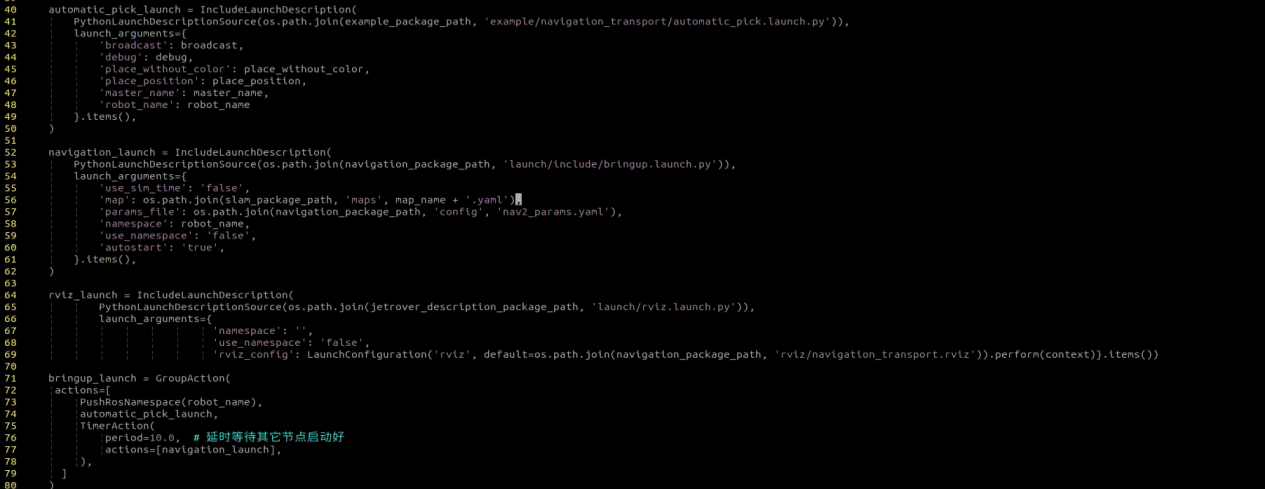 40 automatic_pick_launch = IncludeLaunchDescription(
41 PythonLaunchDescriptionSource(os.path.join(example_package_path, 'example/navigation_transport/automatic_pick.launch.py')),
42 launch_arguments={
43 'broadcast': broadcast,
44 'debug': debug,
45 'place_without_color': place_without_color,
46 'place_position': place_position,
47 'master_name': master_name,
48 'robot_name': robot_name
49 }.items(),
50 )
51
52 navigation_launch = IncludeLaunchDescription(
53 PythonLaunchDescriptionSource(os.path.join(navigation_package_path, 'launch/include/bringup.launch.py')),
54 launch_arguments={
55 'use_sim_time': 'false',
56 'map': os.path.join(slam_package_path, 'maps', map_name + '.yaml'),
57 'params_file': os.path.join(navigation_package_path, 'config', 'nav2_params.yaml'),
58 'namespace': robot_name,
59 'use_namespace': 'false',
60 'autostart': 'true',
61 }.items(),
62 )
63
64 rviz_launch = IncludeLaunchDescription(
65 PythonLaunchDescriptionSource(os.path.join(jetrover_description_package_path, 'launch/rviz.launch.py')),
66 launch_arguments={
67 'namespace': '',
68 'use_namespace': 'false',
69 'rviz_config': LaunchConfiguration('rviz', default=os.path.join(navigation_package_path, 'rviz/navigation_transport.rviz')).perform(context)}.items())
70
71 bringup_launch = GroupAction(
72 actions=[
73 PushRosNamespace(robot_name),
74 automatic_pick_launch,
75 TimerAction(
76 period=10.0, # 延时等待其它节点启动好
77 actions=[navigation_launch],
78 ),
79 ]
80 )